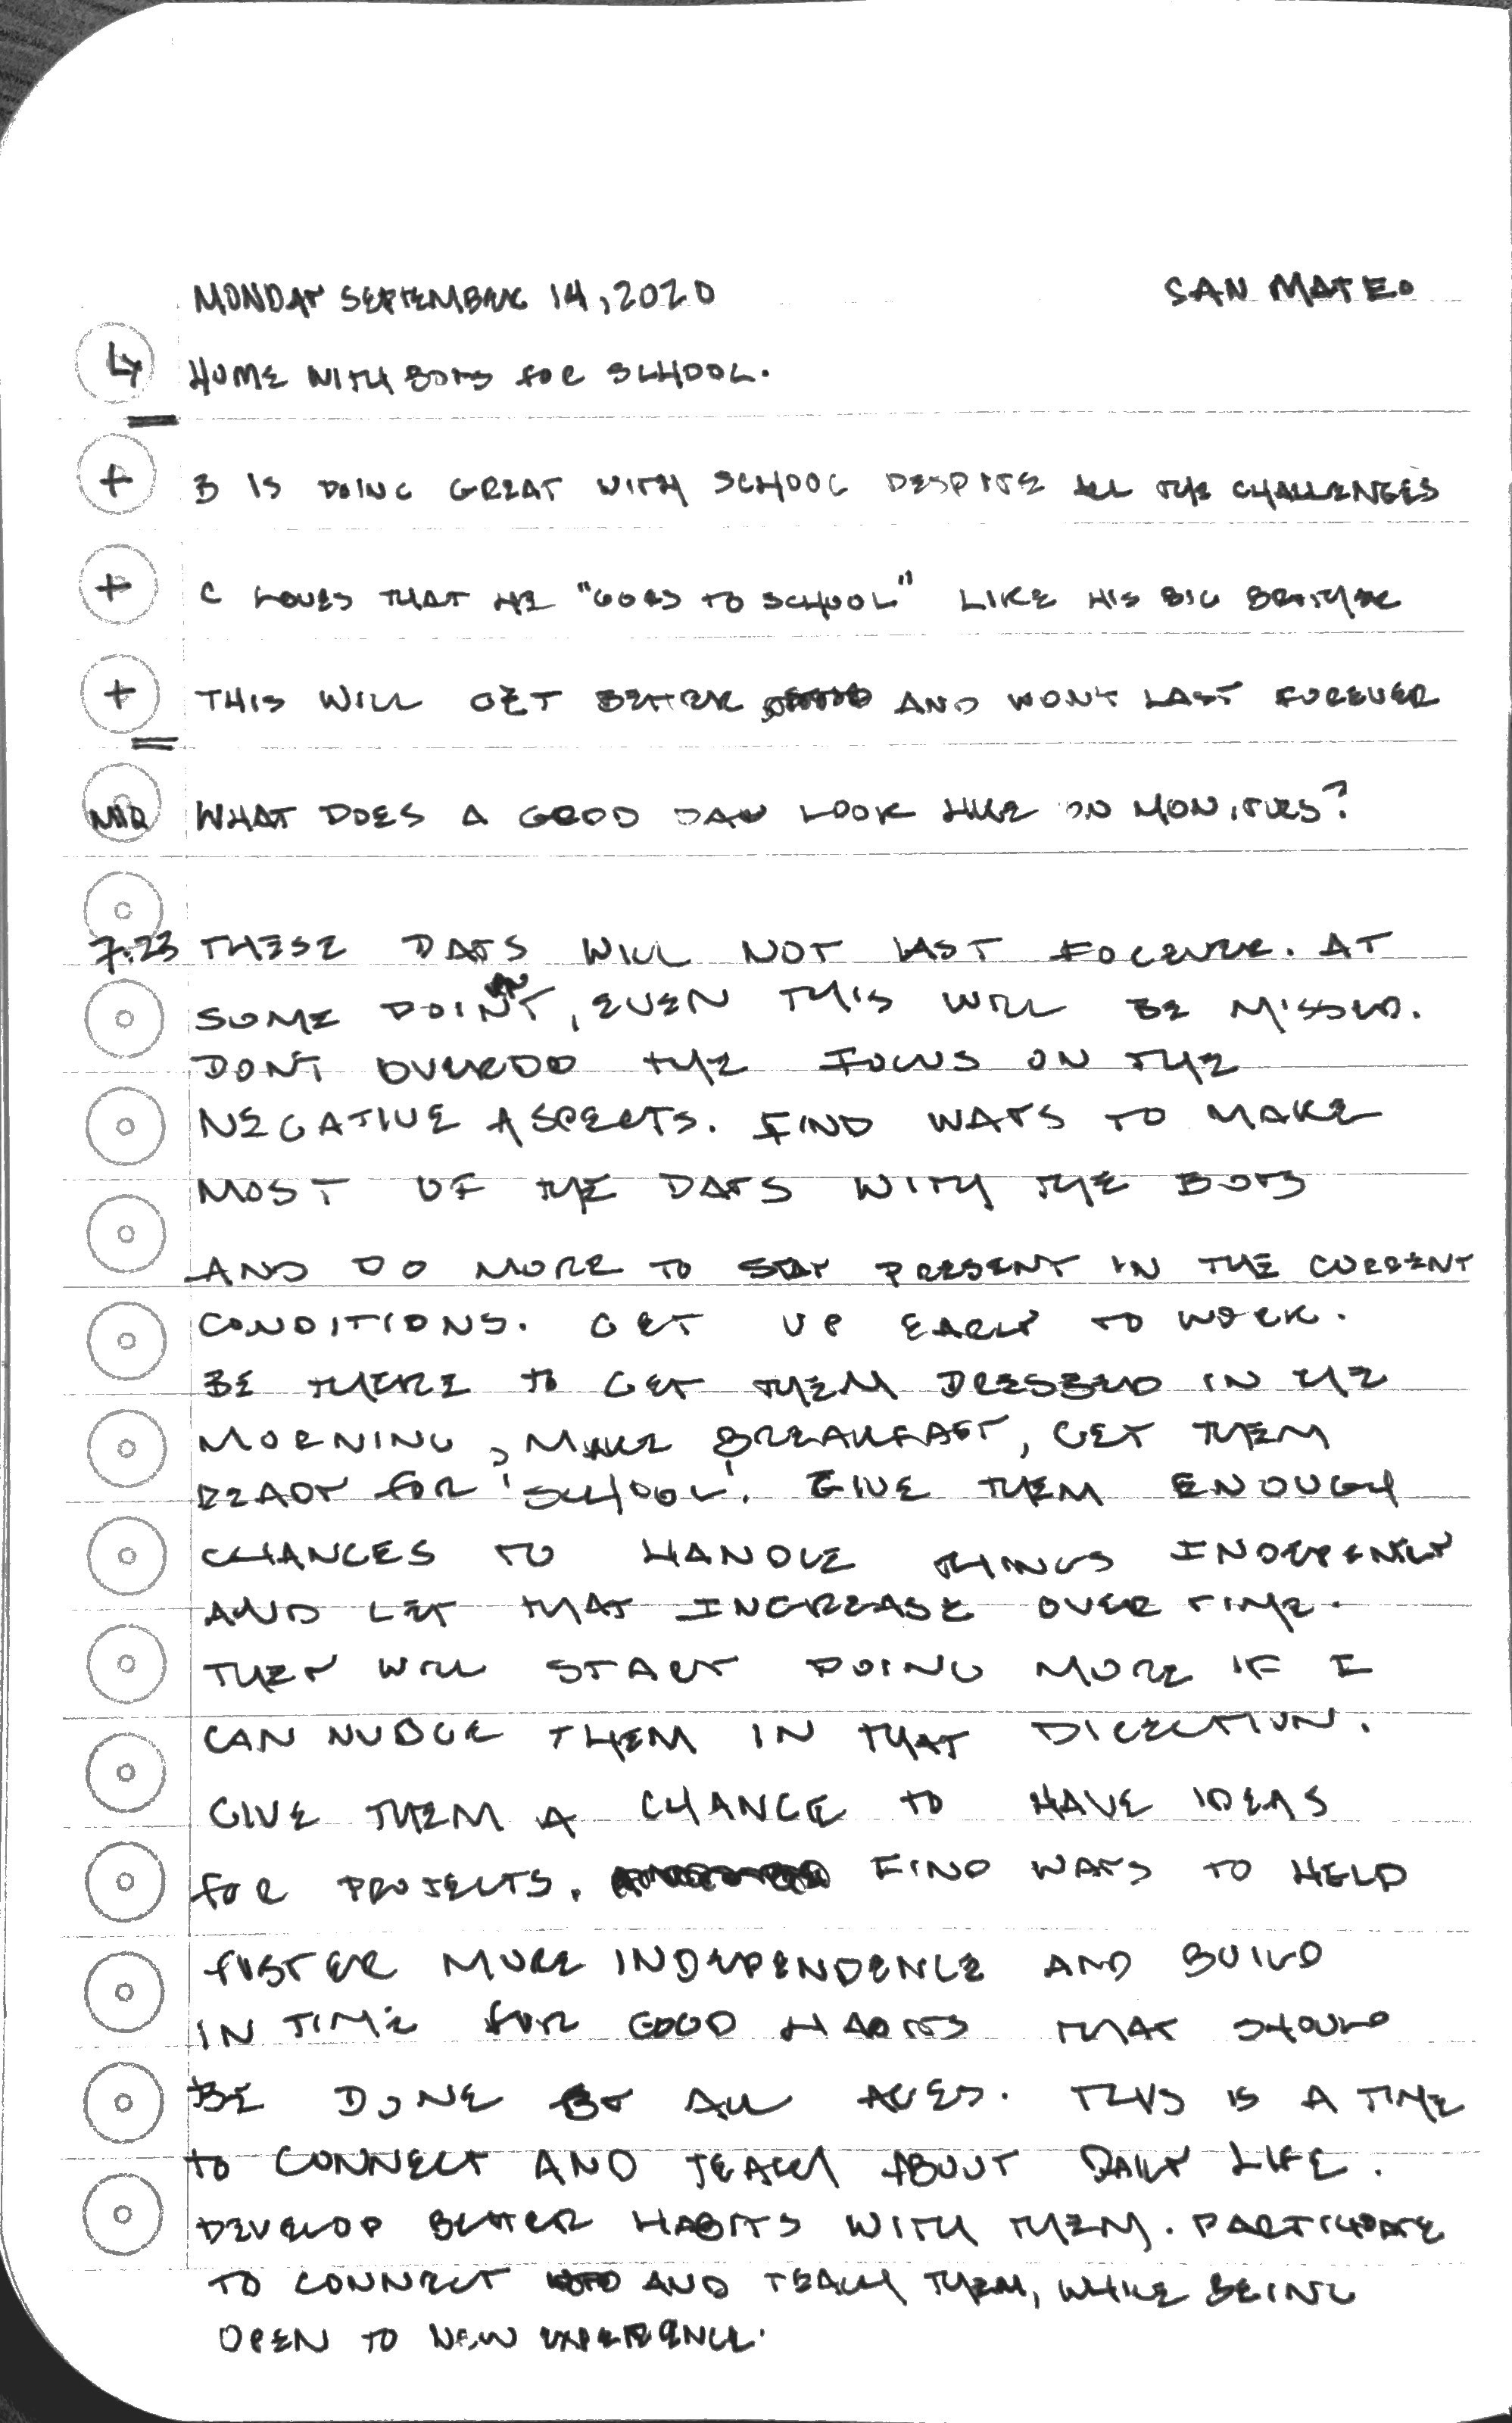 MONDAY SEPTEMBER 14, 2020 SAN MATEO
↳ HOME WITH BOYS FOR SCHOOL.
+ B IS DOING GREAT WITH SCHOOL DESPITE ALL THE CHALLENGES
+ C LOVES THAT HE "GOES TO SCHOOL" LIKE HIS BIG BROTHER
+ THIS WILL GET BETTER AND WON'T LAST FOREVER
WHAT DOES A GOOD DAY LOOK LIKE ON MONITORS?
7:23 THESE DAYS WILL NOT LAST FOREVER. AT
SOME POINT, EVEN THIS WILL BE MISSED.
DON'T OVERDO THE FOCUS ON THE
NEGATIVE ASPECTS. FIND WAYS TO MAKE
MOST OF THE DAYS WITH THE BOYS
AND DO MORE TO STAY PRESENT IN THE CURRENT
CONDITIONS. GET UP EARLY TO WORK.
BE THERE TO GET THEM DRESSED IN THE
MORNING, MAKE BREAKFAST, GET THEM
READY FOR 'SCHOOL'. GIVE THEM ENOUGH
CHANCES TO HANDLE THINGS INDEPENTLY
AND LET THAT INCREASE OVER TIME.
THEY WILL START DOING MORE IF I
CAN NUDGE THEM IN THAT DIRECTION.
GIVE THEM A CHANCE TO HAVE IDEAS
FOR PROJECTS. FIND WAYS TO HELP
FOSTER MORE INDEPENDENCE AND BUILD
IN TIME FOR GOOD HABITS THAT SHOULD
BE DONE BY ALL AGES. THIS IS A TIME
TO CONNECT AND TEACH ABOUT DAILY LIFE.
DEVELOP BETTER HABITS WITH THEM. PARTICIPATE
TO CONNECT AND TEACH THEM, WHILE BEING
OPEN TO NEW EXPERIENCE.